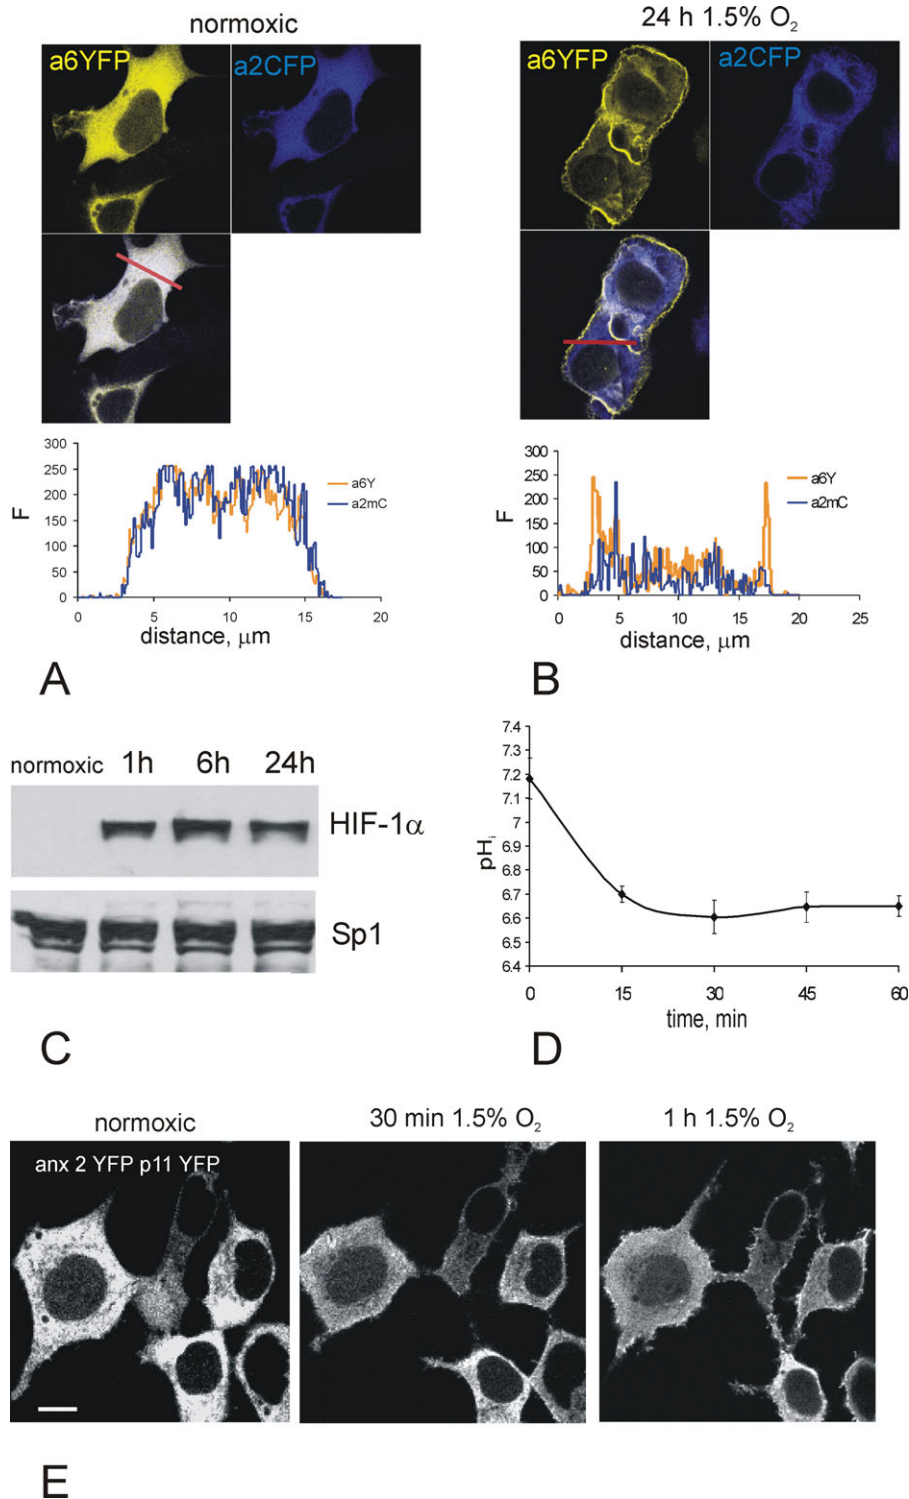 normoxic
24 h 1.5% O₂
a6YFP
a2CFP
a6YFP
a2CFP
300
250
200
150
100
50
0
F
0
5
10
15
20
distance, μm
a6Y
a2mC
A
300
250
200
150
100
50
0
F
0
5
10
15
20
25
distance, μm
a6Y
a2mC
B
normoxic 1h 6h 24h
HIF-1α
Sp1
C
7.4
7.3
7.2
7.1
7
6.9
6.8
6.7
6.6
6.5
6.4
pHᵢ
0
15
30
45
60
time, min
D
normoxic
30 min 1.5% O₂
1 h 1.5% O₂
anx 2 YFP p11 YFP
E